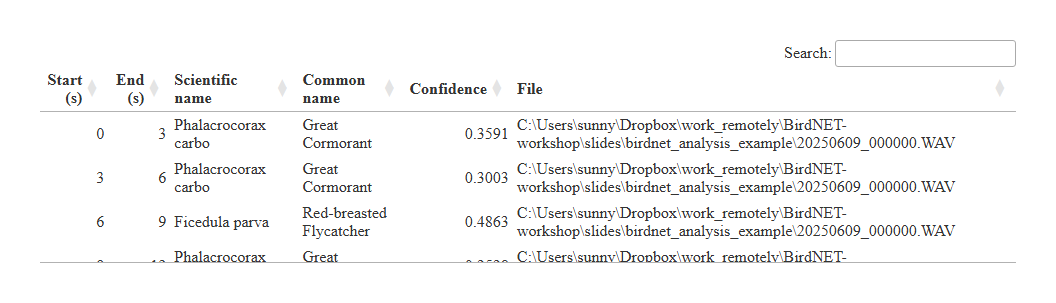 Search:
Start (s) End (s) Scientific name Common name Confidence File
0 3 Phalacrocorax carbo Great Cormorant 0.3591 C:\Users\sunny\Dropbox\work_remotely\BirdNET-workshop\slides\birdnet_analysis_example\20250609_000000.WAV
3 6 Phalacrocorax carbo Great Cormorant 0.3003 C:\Users\sunny\Dropbox\work_remotely\BirdNET-workshop\slides\birdnet_analysis_example\20250609_000000.WAV
6 9 Ficedula parva Red-breasted Flycatcher 0.4863 C:\Users\sunny\Dropbox\work_remotely\BirdNET-workshop\slides\birdnet_analysis_example\20250609_000000.WAV
Phalacrocorax Great C:\Users\sunny\Dropbox\work_remotely\BirdNET-